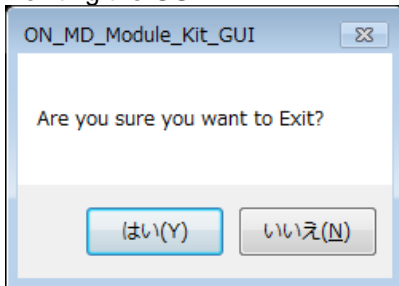 ON_MD_Module_Kit_GUI
Are you sure you want to Exit?
はい(Y)
いいえ(N)